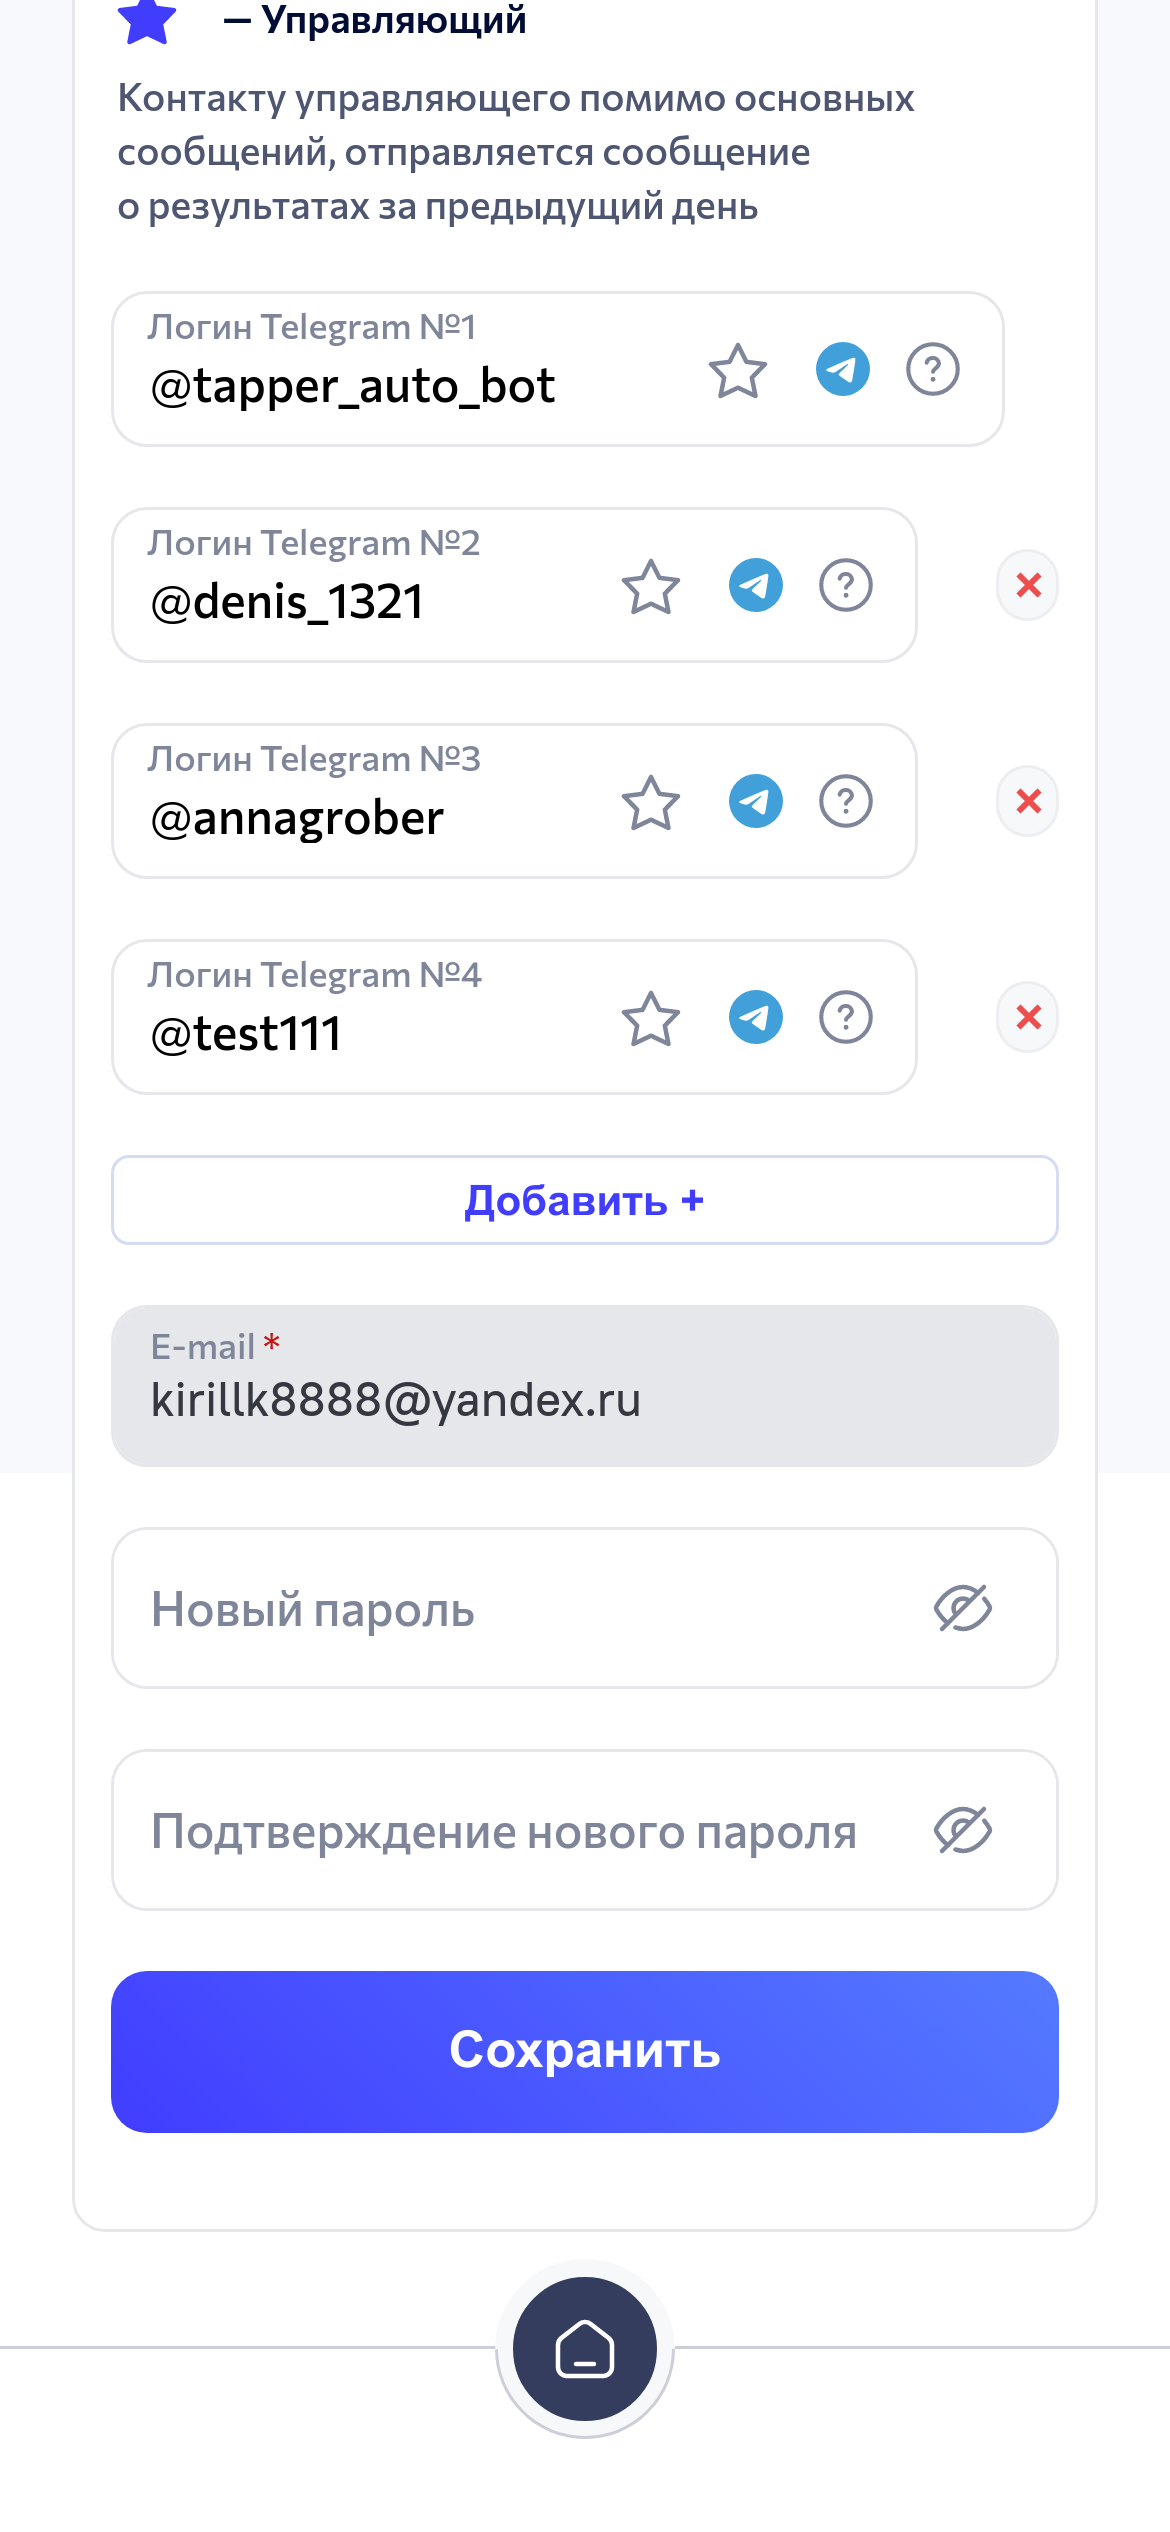 — Управляющий
Контакту управляющего помимо основных
сообщений, отправляется сообщение
о результатах за предыдущий день
Логин Telegram №1
@tapper_auto_bot
Логин Telegram №2
@denis_1321
Логин Telegram №3
@annagrober
Логин Telegram №4
@test111
Добавить +
E-mail *
kirillk8888@yandex.ru
Новый пароль
Подтверждение нового пароля
Сохранить